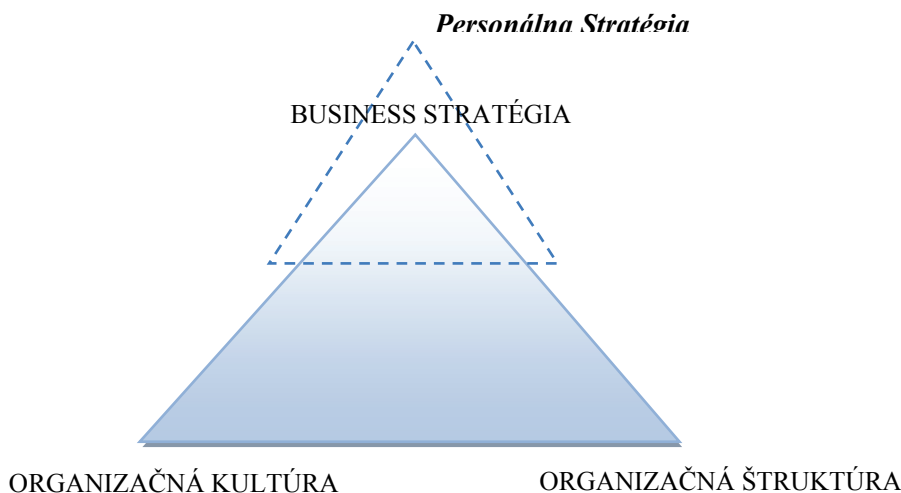 Personálna Stratégia
BUSINESS STRATÉGIA
ORGANIZAČNÁ KULTÚRA
ORGANIZAČNÁ ŠTRUKTÚRA